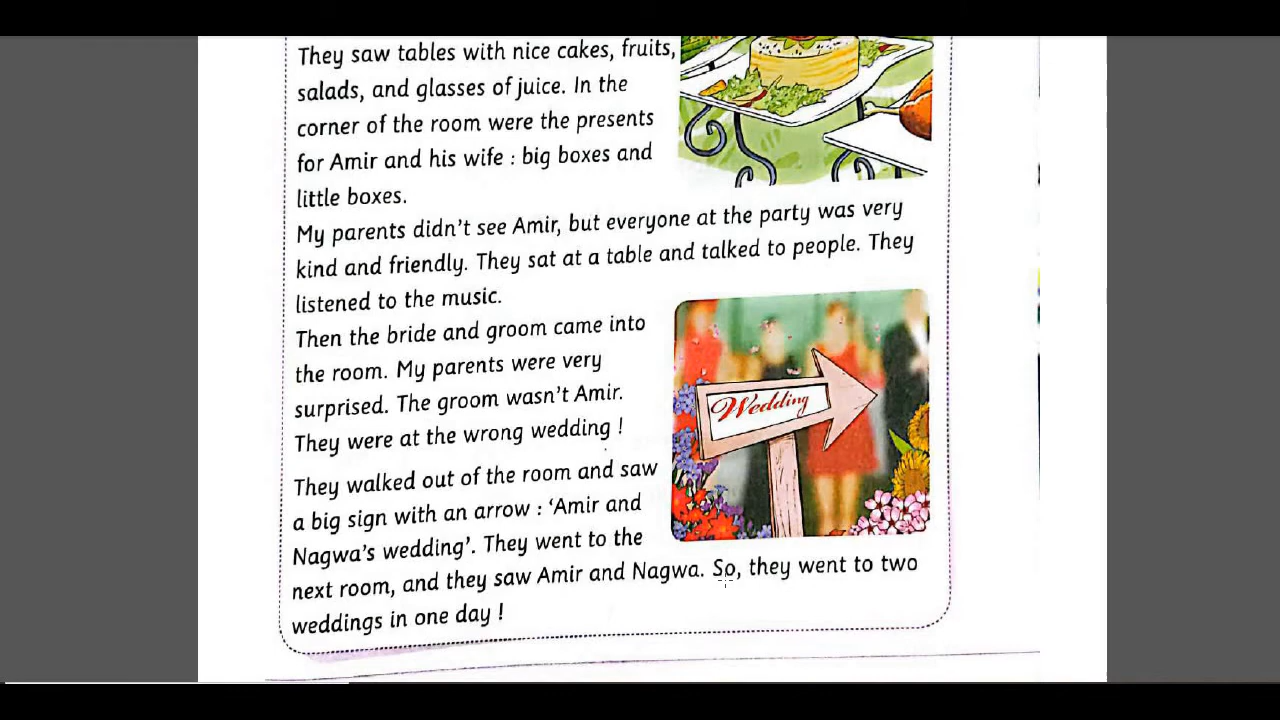 They saw tables with nice cakes, fruits,
salads, and glasses of juice. In the
corner of the room were the presents
for Amir and his wife : big boxes and
little boxes.
My parents didn't see Amir, but everyone at the party was very
kind and friendly. They sat at a table and talked to people. They
listened to the music.
Then the bride and groom came into
the room. My parents were very
surprised. The groom wasn't Amir.
They were at the wrong wedding !
Wedding
They walked out of the room and saw
a big sign with an arrow : 'Amir and
Nagwa's wedding'. They went to the
next room, and they saw Amir and Nagwa. So, they went to two
weddings in one day !